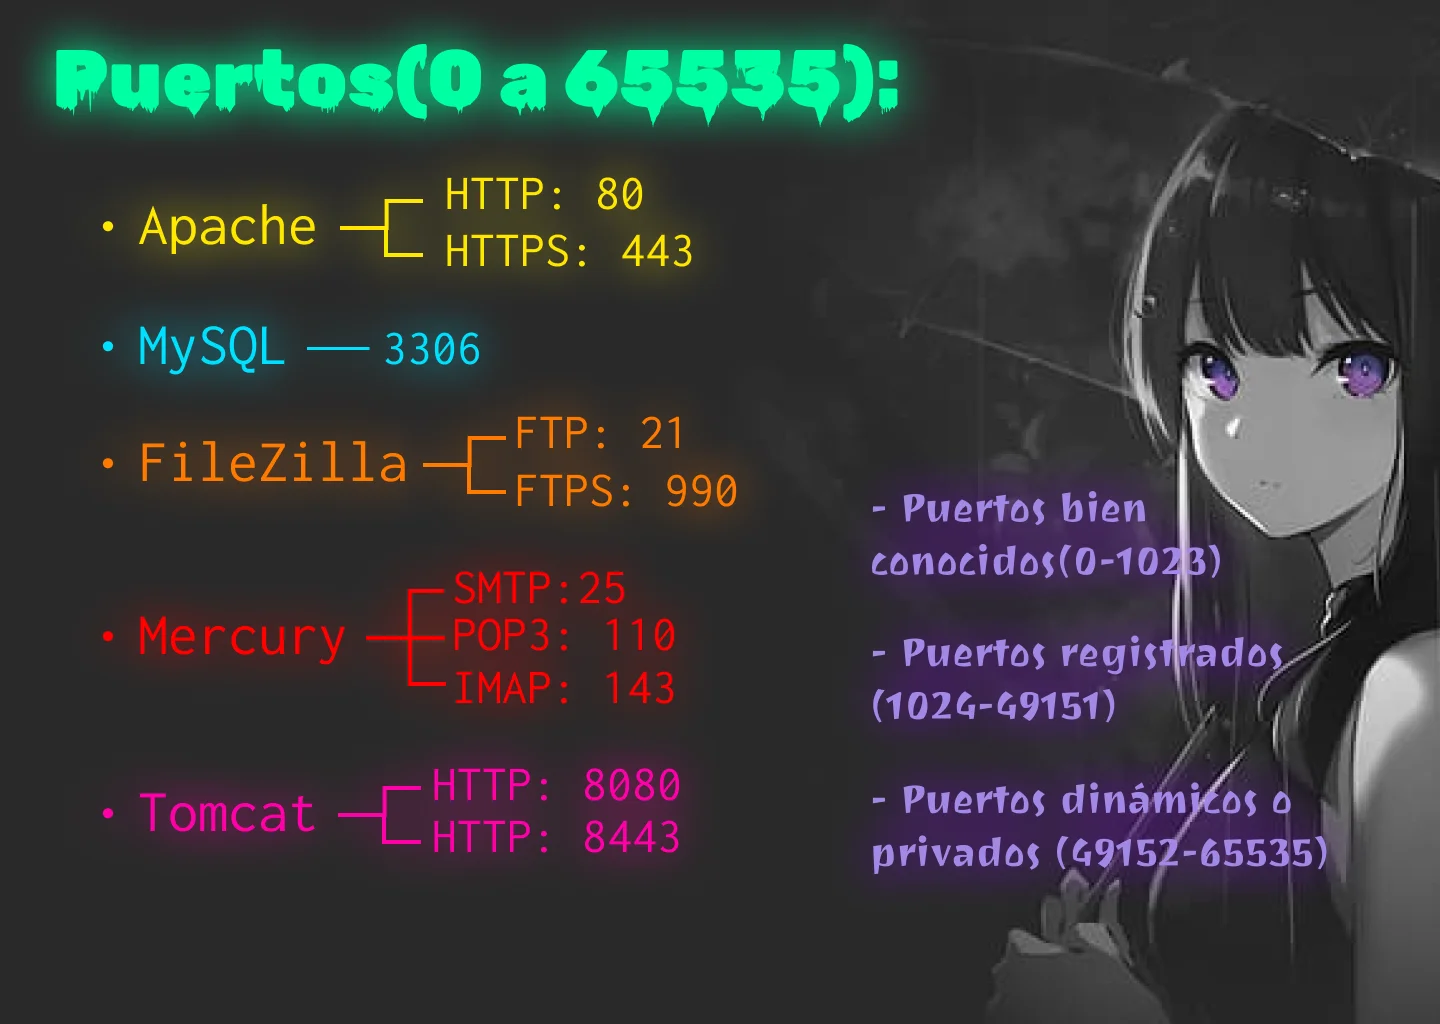 Puertos(0 a 65535):
• Apache
HTTP: 80
HTTPS: 443
• MySQL
3306
• FileZilla
FTP: 21
FTPS: 990
• Mercury
SMTP:25
POP3: 110
IMAP: 143
• Tomcat
HTTP: 8080
HTTP: 8443
- Puertos bien
conocidos(0-1023)
- Puertos registrados
(1024-49151)
- Puertos dinámicos o
privados (49152-65535)